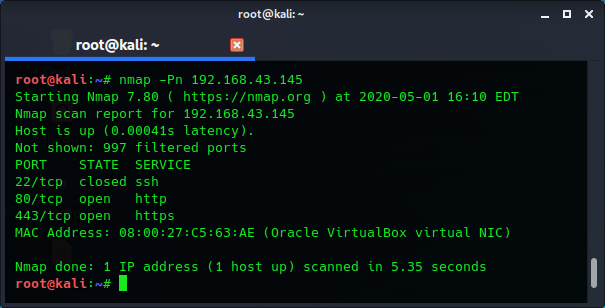 root@kali: ~
root@kali: ~
root@kali:~# nmap -Pn 192.168.43.145
Starting Nmap 7.80 ( https://nmap.org ) at 2020-05-01 16:10 EDT
Nmap scan report for 192.168.43.145
Host is up (0.00041s latency).
Not shown: 997 filtered ports
PORT    STATE  SERVICE
22/tcp  closed ssh
80/tcp  open   http
443/tcp open   https
MAC Address: 08:00:27:C5:63:AE (Oracle VirtualBox virtual NIC)

Nmap done: 1 IP address (1 host up) scanned in 5.35 seconds
root@kali:~#